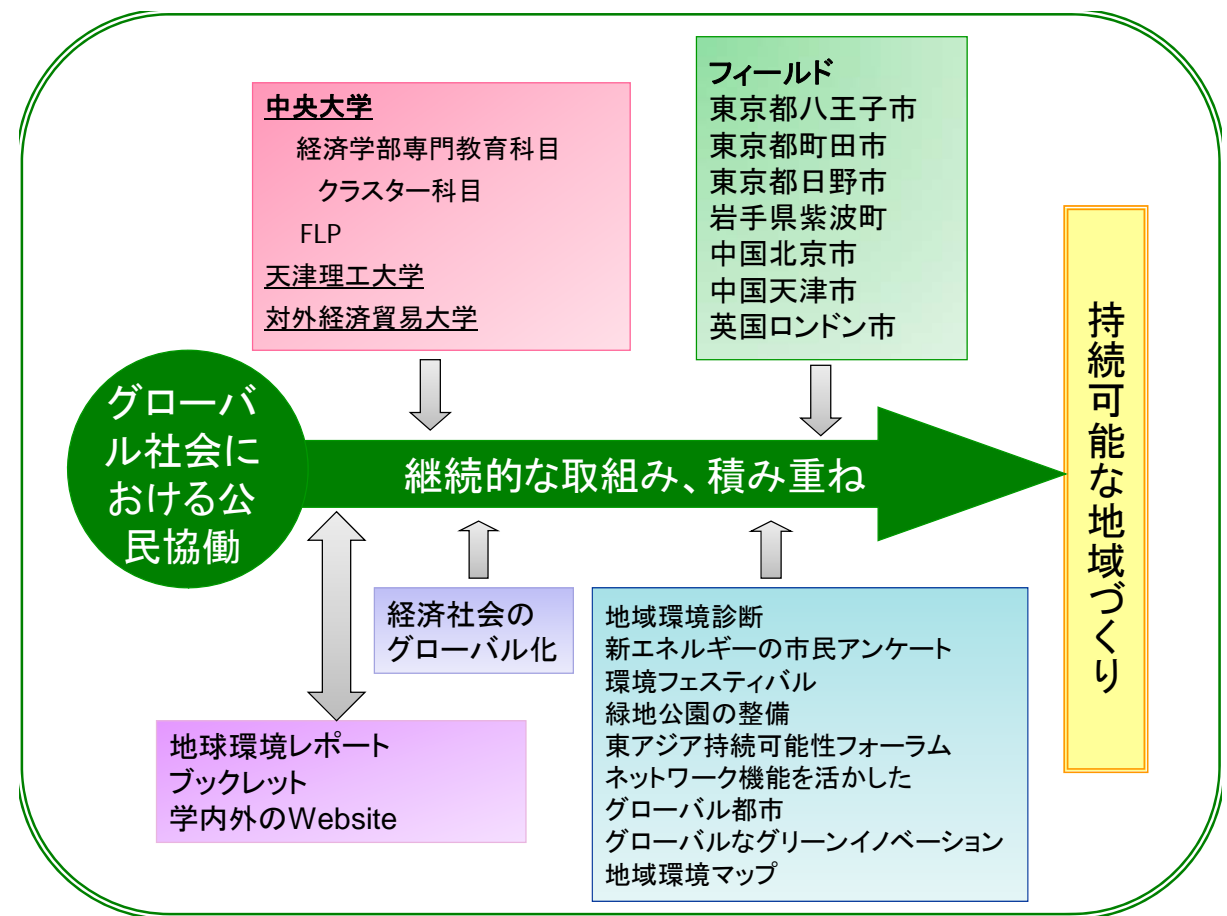 中央大学
経済学部専門教育科目
クラスター科目
FLP
天津理工大学
対外経済貿易大学
フィールド
東京都八王子市
東京都町田市
東京都日野市
岩手県紫波町
中国北京市
中国天津市
英国ロンドン市
グローバ
ル社会に
おける公
民協働
継続的な取組み、積み重ね
持続可能な地域づくり
経済社会の
グローバル化
地球環境レポート
ブックレット
学内外のWebsite
地域環境診断
新エネルギーの市民アンケート
環境フェスティバル
緑地公園の整備
東アジア持続可能性フォーラム
ネットワーク機能を活かした
グローバル都市
グローバルなグリーンイノベーション
地域環境マップ